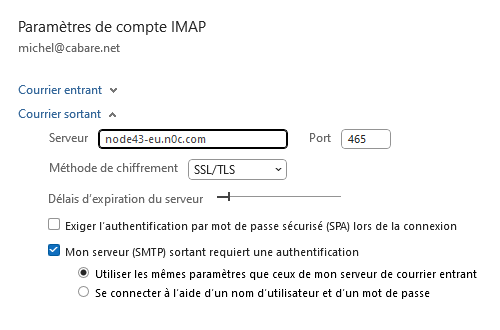 Paramètres de compte IMAP
michel@cabare.net
Courrier entrant
Courrier sortant
Serveur node43-eu.n0c.com Port 465
Méthode de chiffrement SSL/TLS
Délais d'expiration du serveur
Exiger l'authentification par mot de passe sécurisé (SPA) lors de la connexion
Mon serveur (SMTP) sortant requiert une authentification
Utiliser les mêmes paramètres que ceux de mon serveur de courrier entrant
Se connecter à l'aide d'un nom d'utilisateur et d'un mot de passe